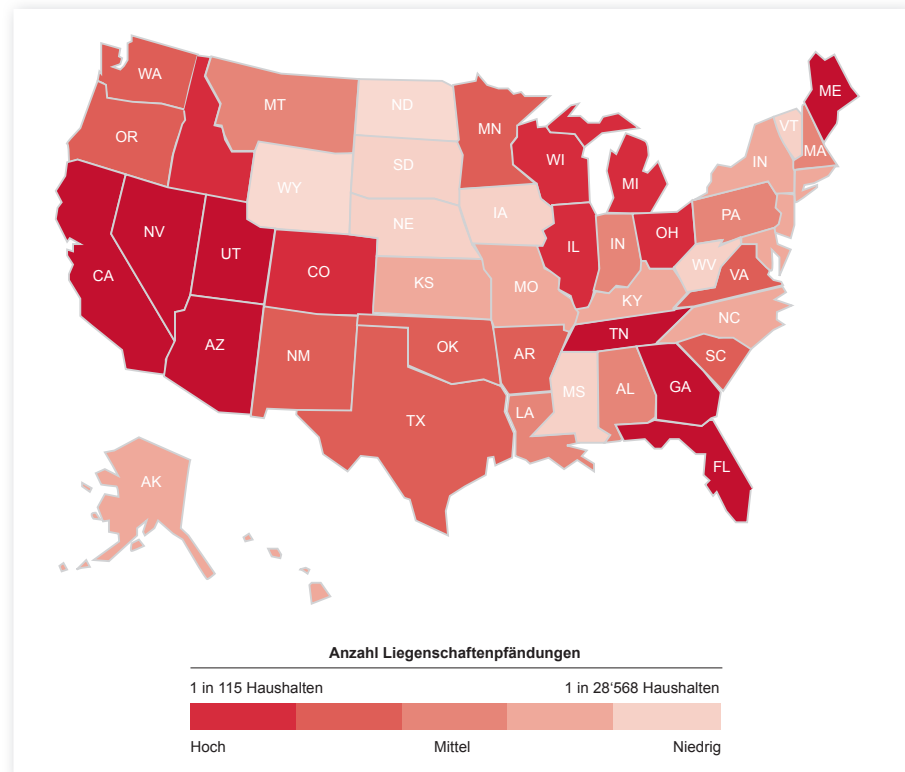 WA
ME
MT
ND
VT
OR
MN
MA
IN
SD
WI
WY
MI
PA
IA
NE
OH
NV
IL
IN
UT
WV
CA
CO
VA
KS
MO
KY
NC
TN
AZ
OK
AR
SC
NM
MS
AL
GA
LA
TX
FL
AK
Anzahl Liegenschaftenpfändungen
1 in 115 Haushalten 1 in 28‘568 Haushalten
Hoch Mittel Niedrig